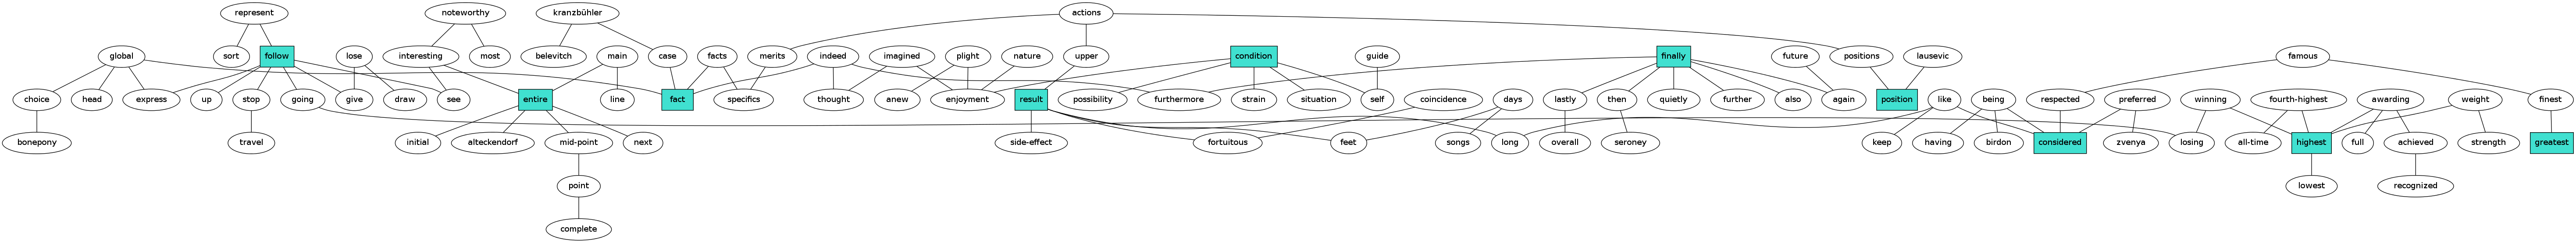 represent noteworthy kranzbühler actions
global sort follow lose interesting most belevitch main case facts merits indeed imagined plight nature upper condition guide finally future positions lausevic famous
choice head express up stop going give draw see entire line fact specifics thought anew enjoyment result possibility furthermore strain situation self coincidence days lastly then quietly further also again position like being respected preferred winning fourth-highest awarding weight finest
bonepony travel initial alteckendorf mid-point next side-effect fortuitous feet songs long overall seroney keep having birdon considered zvenya losing all-time highest full achieved strength greatest
point lowest recognized
complete